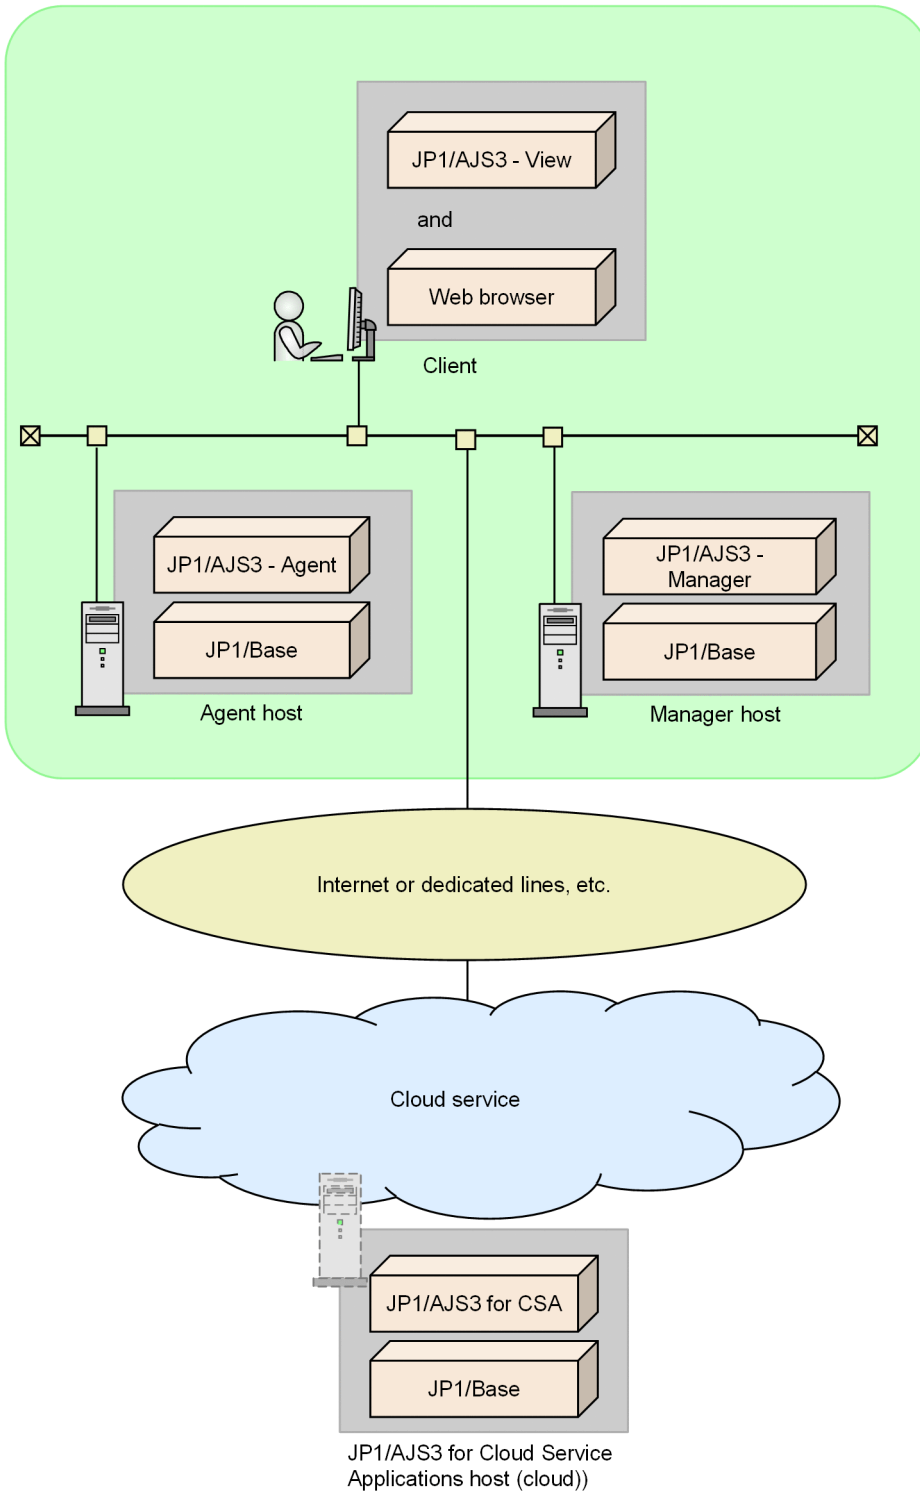 JP1/AJS3 - View
and
Web browser
Client
JP1/AJS3 - Agent
JP1/Base
Agent host
JP1/AJS3 -
Manager
JP1/Base
Manager host
Internet or dedicated lines, etc.
Cloud service
JP1/AJS3 for CSA
JP1/Base
JP1/AJS3 for Cloud Service
Applications host (cloud))